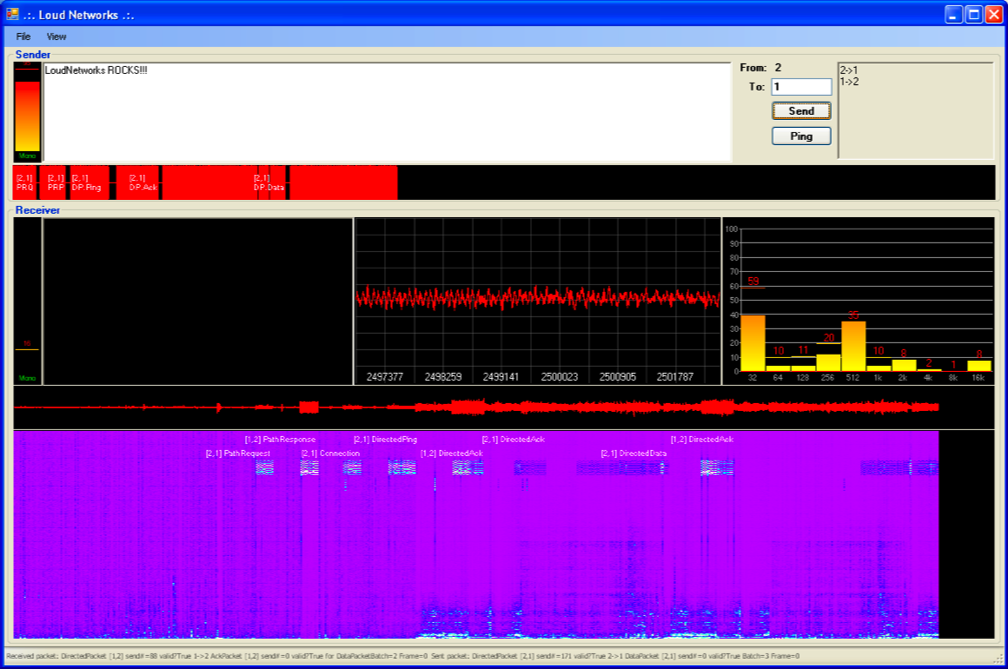 .:. Loud Networks .:.
File View
Sender
LoudNetworks ROCKS!!!
From: 2
To: 1
Send
Ping
2->1
1->2
Mono
[2,1] [2,1] [2,1] [2,1] [2,1]
PRQ PRP DP.Ping DP.Ack DP.Data
Receiver
Mono
2497377 2498259 2499141 2500023 2500905 2501787
100
90
80
70
60
50
40
30
20
10
0
59 10 11 20 35 10 8 2 1 8
32 64 128 256 512 1k 2k 4k 8k 16k
[1,2] PathResponse [2,1] DirectedPing [2,1] DirectedAck [1,2] DirectedAck
[2,1] PathRequest [2,1] Connection [1,2] DirectedAck [2,1] DirectedData
Received packet: DirectedPacket [1,2] send#=88 valid?True 1->2 AckPacket [1,2] send#=0 valid?True for DataPacketBatch=2 Frame=0 Sent packet: DirectedPacket [2,1] send#=171 valid?True 2->1 DataPacket [2,1] send#=0 valid?True Batch=3 Frame=0